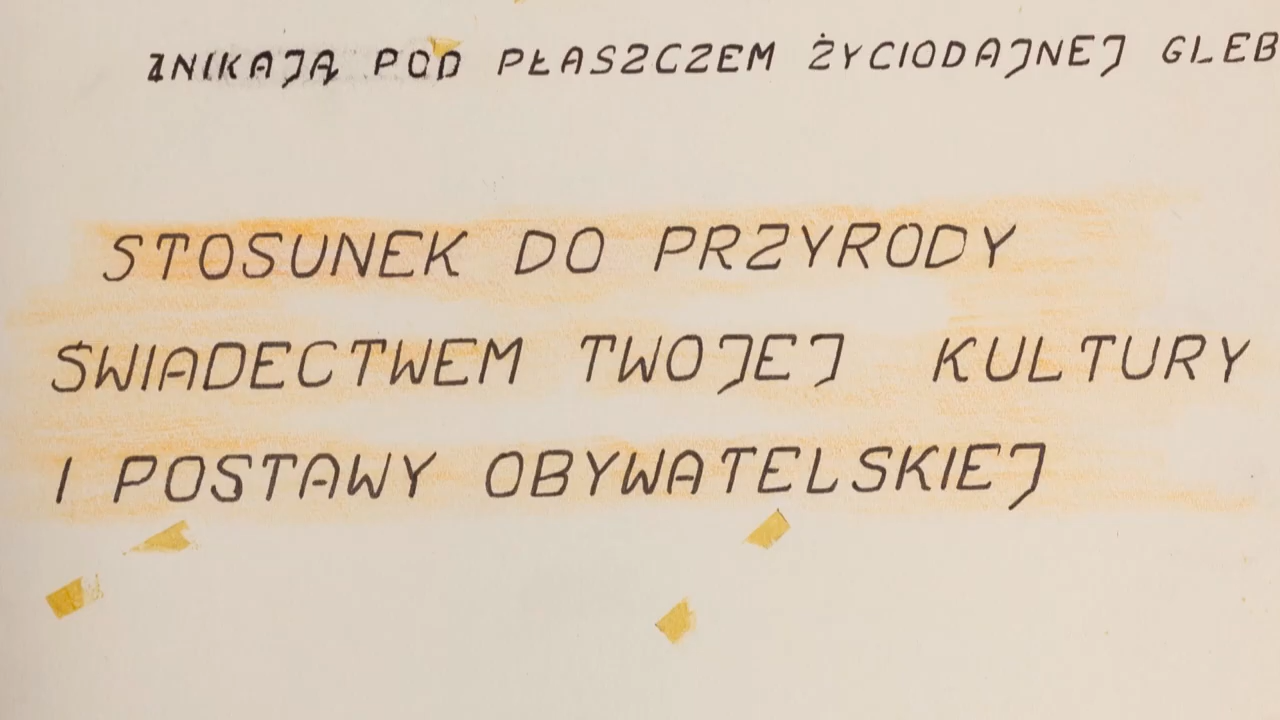 ZNIKAJĄ POD PŁASZCZEM ŻYCIODAJNEJ GLEB
STOSUNEK DO PRZYRODY
ŚWIADECTWEM TWOJEJ KULTURY
I POSTAWY OBYWATELSKIEJ